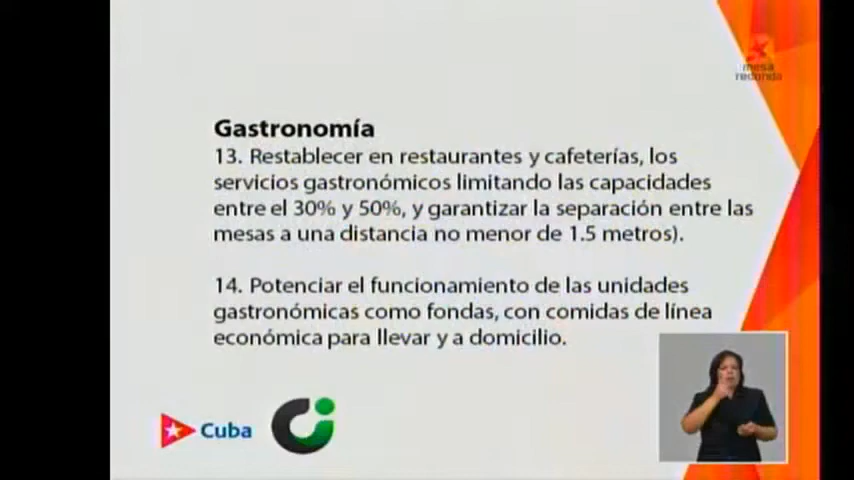 mesa
redonda
Gastronomía
13. Restablecer en restaurantes y cafeterías, los
servicios gastronómicos limitando las capacidades
entre el 30% y 50%, y garantizar la separación entre las
mesas a una distancia no menor de 1.5 metros).
14. Potenciar el funcionamiento de las unidades
gastronómicas como fondas, con comidas de línea
económica para llevar y a domicilio.
Cuba